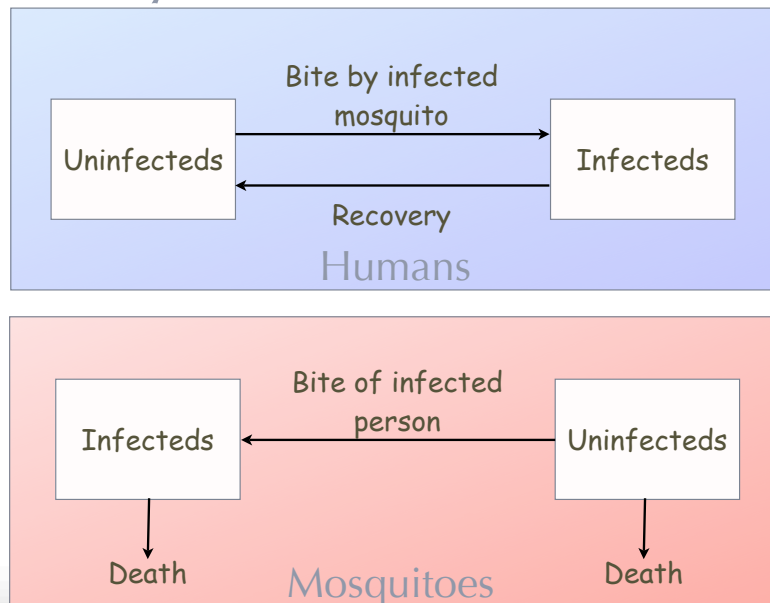 Bite by infected
mosquito
Uninfecteds
Infecteds
Recovery
Humans
Bite of infected
person
Infecteds
Uninfecteds
Death
Death
Mosquitoes